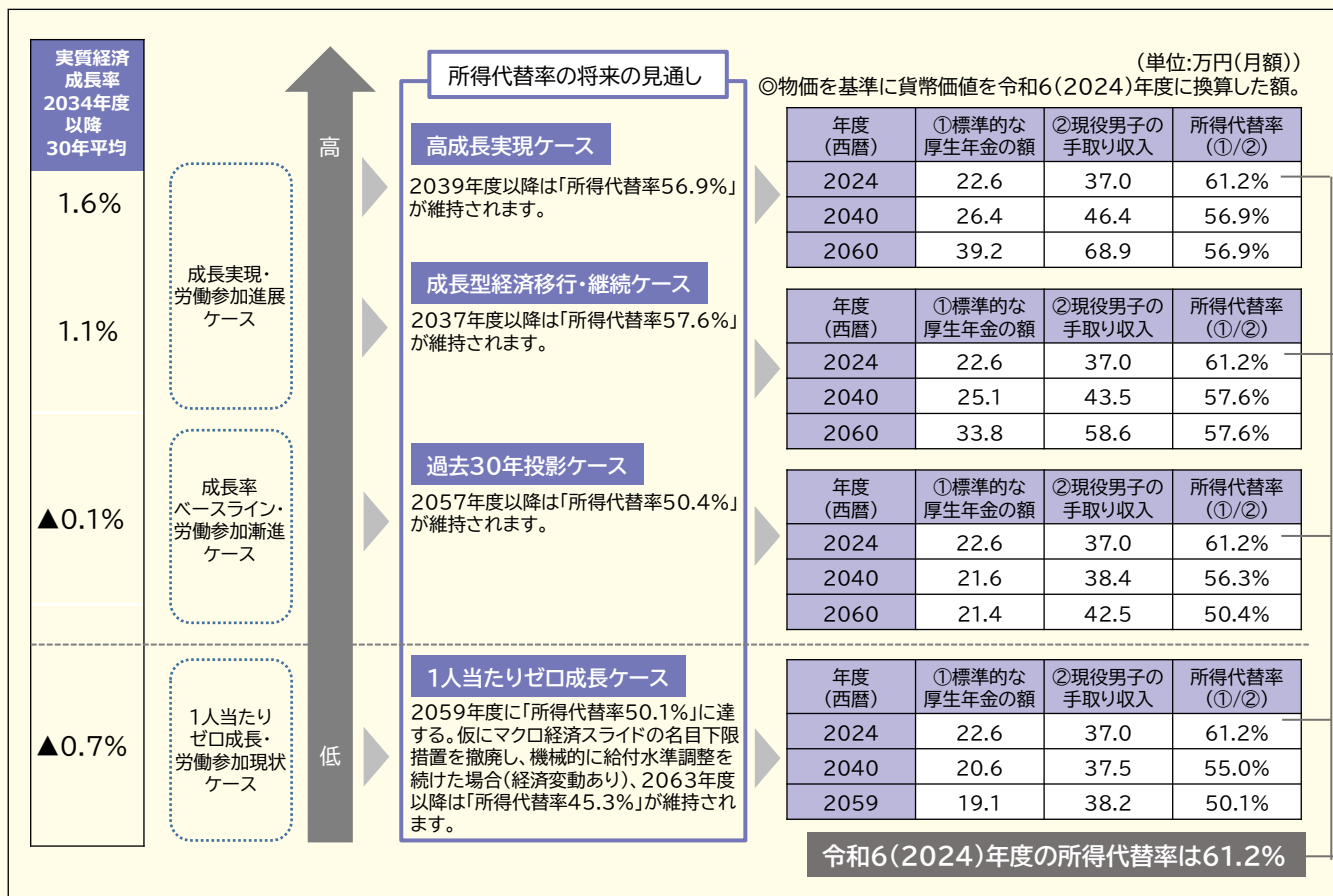 実質経済
成長率
2034年度
以降
30年平均
1.6%
1.1%
▲0.1%
▲0.7%
成長実現・
労働参加進展
ケース
成長率
ベースライン・
労働参加漸進
ケース
1人当たり
ゼロ成長・
労働参加現状
ケース
高
低
所得代替率の将来の見通し
高成長実現ケース
2039年度以降は「所得代替率56.9%」
が維持されます。
成長型経済移行・継続ケース
2037年度以降は「所得代替率57.6%」
が維持されます。
過去30年投影ケース
2057年度以降は「所得代替率50.4%」
が維持されます。
1人当たりゼロ成長ケース
2059年度に「所得代替率50.1%」に達
する。仮にマクロ経済スライドの名目下限
措置を撤廃し、機械的に給付水準調整を
続けた場合(経済変動あり)、2063年度
以降は「所得代替率45.3%」が維持され
ます。
(単位:万円(月額))
◎物価を基準に貨幣価値を令和6(2024)年度に換算した額。
年度 ①標準的な ②現役男子の 所得代替率
(西暦) 厚生年金の額 手取り収入 (①/②)
2024 22.6 37.0 61.2%
2040 26.4 46.4 56.9%
2060 39.2 68.9 56.9%
年度 ①標準的な ②現役男子の 所得代替率
(西暦) 厚生年金の額 手取り収入 (①/②)
2024 22.6 37.0 61.2%
2040 25.1 43.5 57.6%
2060 33.8 58.6 57.6%
年度 ①標準的な ②現役男子の 所得代替率
(西暦) 厚生年金の額 手取り収入 (①/②)
2024 22.6 37.0 61.2%
2040 21.6 38.4 56.3%
2060 21.4 42.5 50.4%
年度 ①標準的な ②現役男子の 所得代替率
(西暦) 厚生年金の額 手取り収入 (①/②)
2024 22.6 37.0 61.2%
2040 20.6 37.5 55.0%
2059 19.1 38.2 50.1%
令和6(2024)年度の所得代替率は61.2%